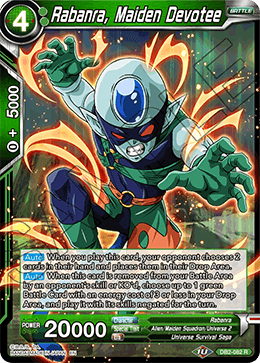 4
Rabanra, Maiden Devotee
BATTLE
+ 5000
Auto When you play this card, your opponent chooses 2
cards in their hand and places them in their Drop Area.
Auto When this card is removed from your Battle Area
by an opponent's skill or KO'd, choose up to 1 green
Battle Card with an energy cost of 3 or less in your Drop
Area, and play it with its skills negated for the turn.
POWER
20000
Character
Rabanra
Special Trait
Alien/Maiden Squadron/Universe 2
Era
Universe Survival Saga
DB2-082 R